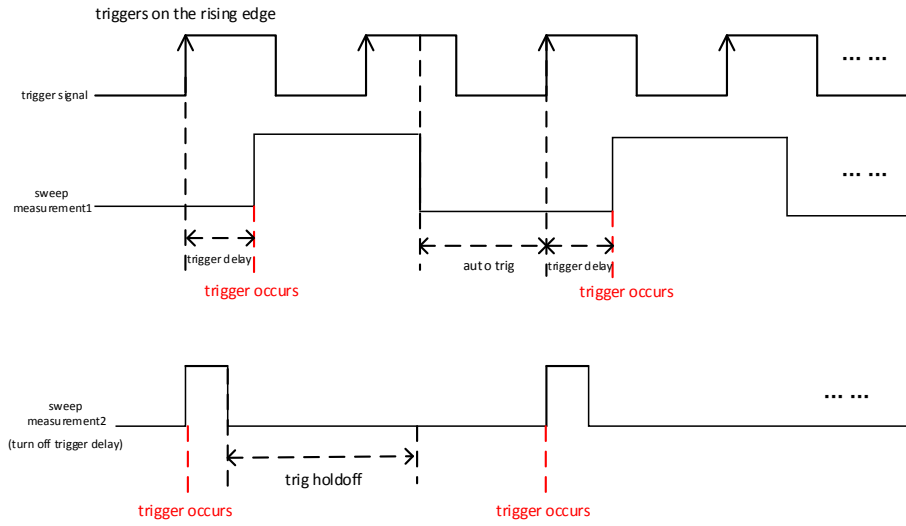 triggers on the rising edge
trigger signal
... ...
sweep
measurement1
... ...
trigger delay
auto trig
trigger delay
trigger occurs
trigger occurs
sweep
measurement2
(turn off trigger delay)
... ...
trig holdoff
trigger occurs
trigger occurs